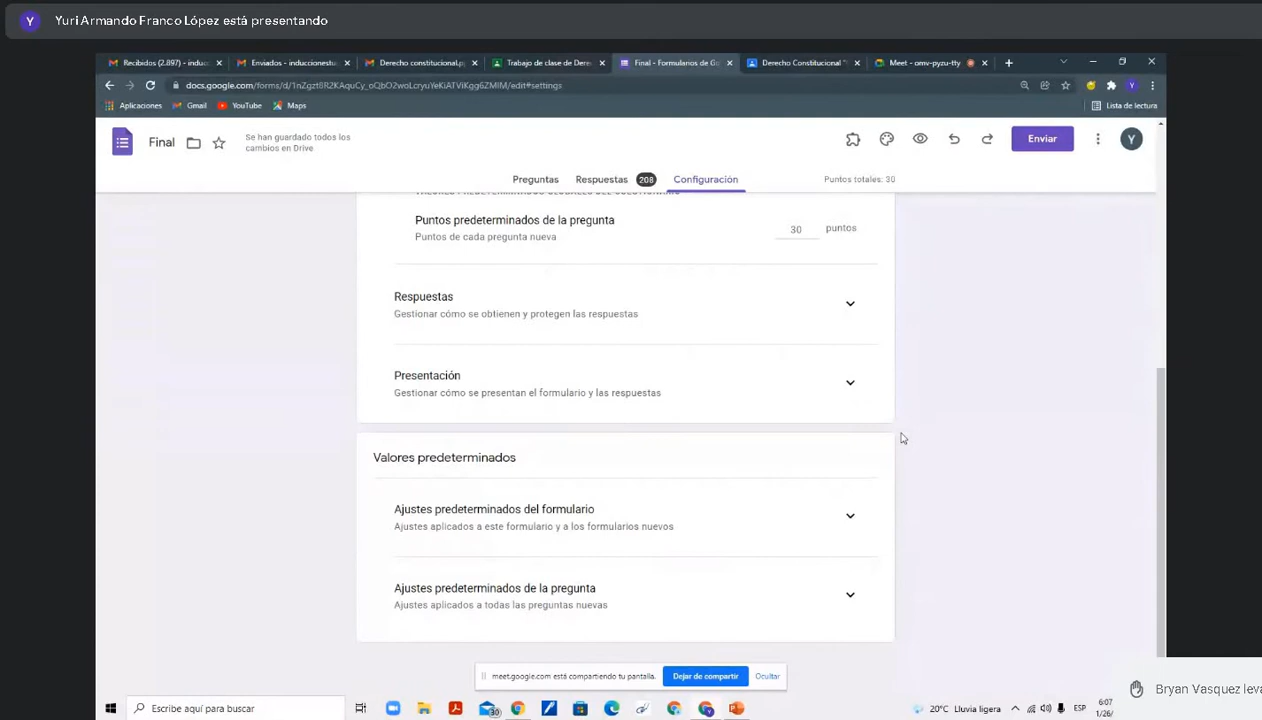 Y Yuri Armando Franco López está presentando
Recibidos (2.897) - inducc
Enviados - induccionestu
Derecho constitucional.p
Trabajo de clase de Dere
Final - Formularios de Go
Derecho Constitucional "
Meet - omv-pyzu-tty
docs.google.com/forms/d/
/edit#settings
Aplicaciones Gmail YouTube Maps Lista de lectura
Final
Se han guardado todos los
cambios en Drive
Enviar
Y
Preguntas Respuestas 208 Configuración Puntos totales: 30
Puntos predeterminados de la pregunta
30 puntos
Puntos de cada pregunta nueva
Respuestas
Gestionar cómo se obtienen y protegen las respuestas
Presentación
Gestionar cómo se presentan el formulario y las respuestas
Valores predeterminados
Ajustes predeterminados del formulario
Ajustes aplicados a este formulario y a los formularios nuevos
Ajustes predeterminados de la pregunta
Ajustes aplicados a todas las preguntas nuevas
meet.google.com está compartiendo tu pantalla. Dejar de compartir Ocultar
Bryan Vasquez leva
Escribe aquí para buscar
30
20°C Lluvia ligera
ESP
6:07
1/26/